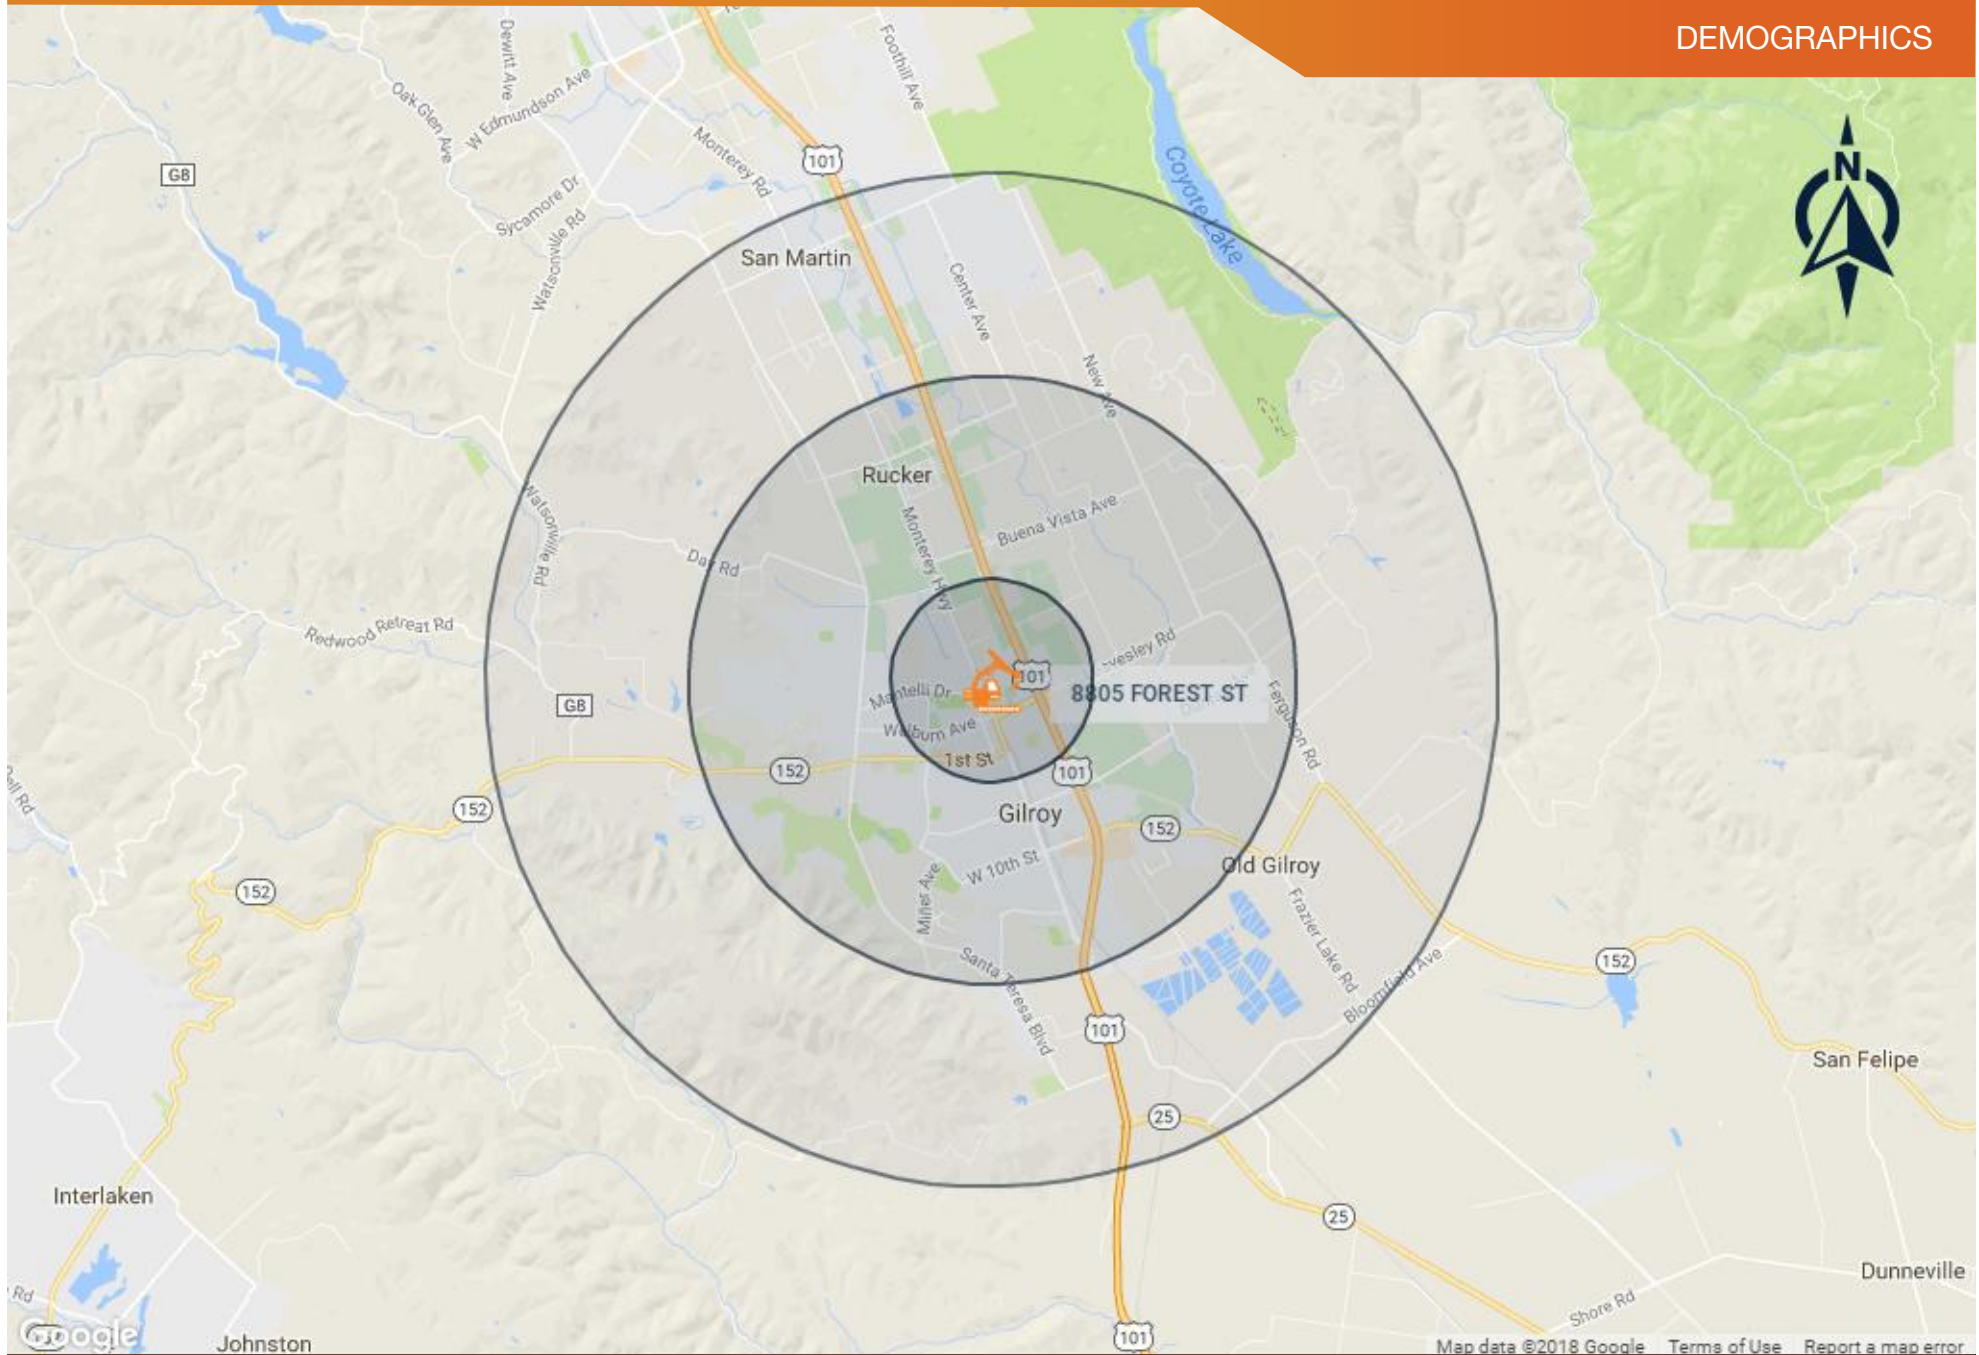 DEMOGRAPHICS
Dewitt Ave
Foothill Ave
Oak Glen Ave
W Edmundson Ave
Monterey Rd
101
Coyote Lake
N
G8
Sycamore Dr
Watsonville Rd
San Martin
Center Ave
New Ave
Rucker
Monterey Hwy
Buena Vista Ave
Watsonville Rd
Day Rd
Redwood Retreat Rd
G8
Mantelli Dr
101
8805 FOREST ST
Welburn Ave
Ferguson Rd
1st St
152
101
152
Gilroy
152
W 10th St
Old Gilroy
152
Miller Ave
Frazier Lake Rd
Santa Teresa Blvd
Bloomfield Ave
152
101
San Felipe
25
Interlaken
25
Dunneville
Rd
Shore Rd
Google
Johnston
101
Map data ©2018 Google Terms of Use Report a map error